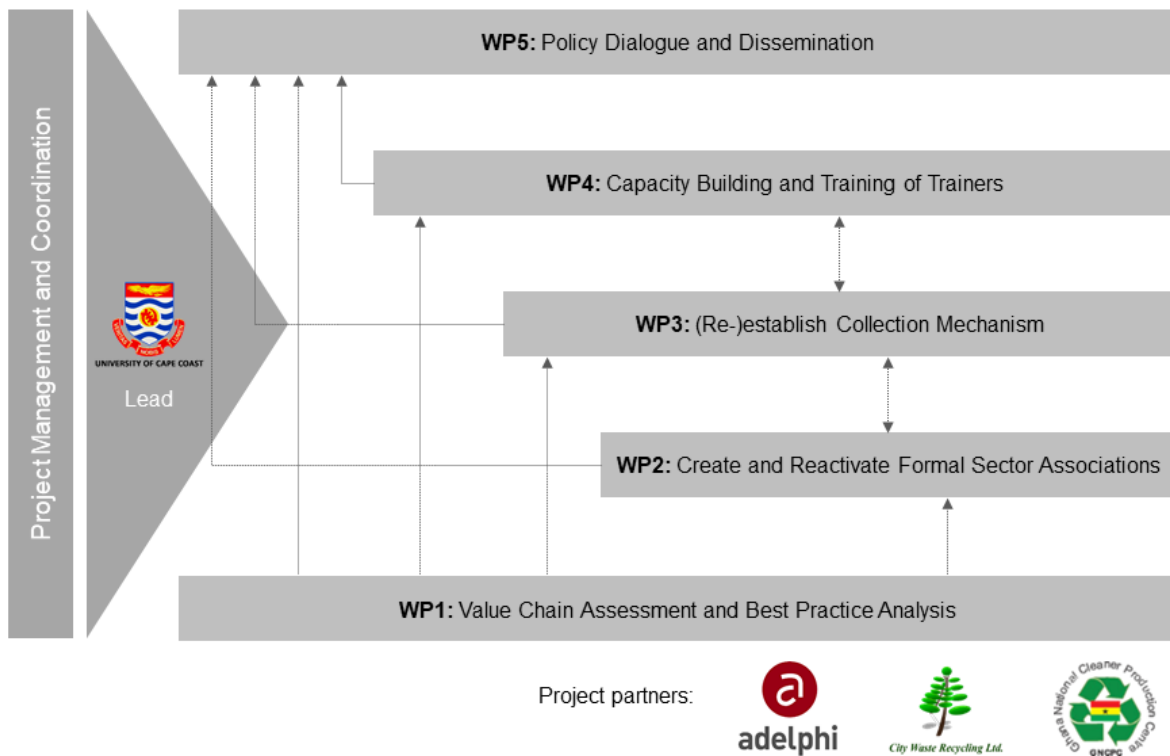 WP5: Policy Dialogue and Dissemination
WP4: Capacity Building and Training of Trainers
WP3: (Re-)establish Collection Mechanism
WP2: Create and Reactivate Formal Sector Associations
WP1: Value Chain Assessment and Best Practice Analysis
Project Management and Coordination
UNIVERSITY OF CAPE COAST
Lead
Project partners:
a
adelphi
City Waste Recycling Ltd.
Ghana National Cleaner Production Centre
GNCPC